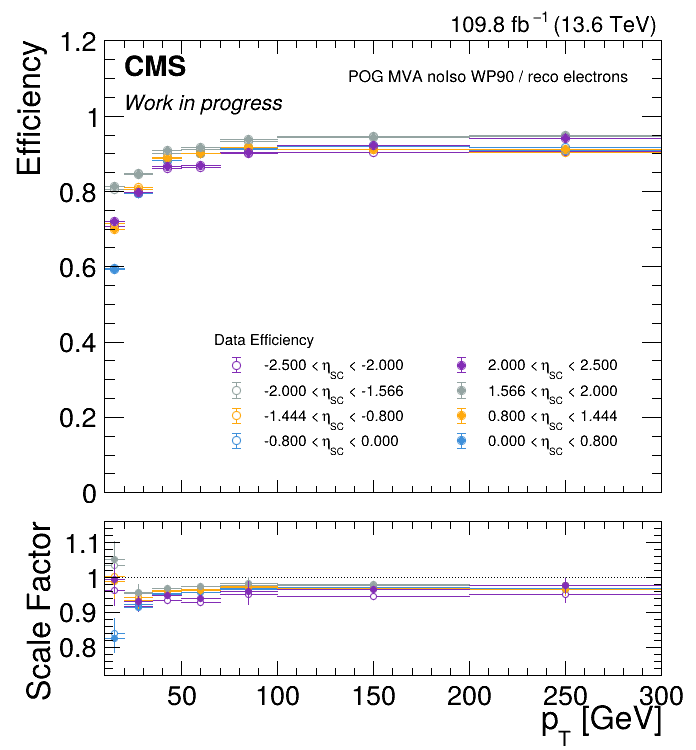 109.8 fb⁻¹ (13.6 TeV)
CMS
POG MVA noIso WP90 / reco electrons
Work in progress
Efficiency
1.2
1
0.8
0.6
0.4
0.2
0
Data Efficiency
-2.500 < η_SC < -2.000
2.000 < η_SC < 2.500
-2.000 < η_SC < -1.566
1.566 < η_SC < 2.000
-1.444 < η_SC < -0.800
0.800 < η_SC < 1.444
-0.800 < η_SC < 0.000
0.000 < η_SC < 0.800
Scale Factor
1.1
1
0.9
0.8
50 100 150 200 250 300
p_T [GeV]